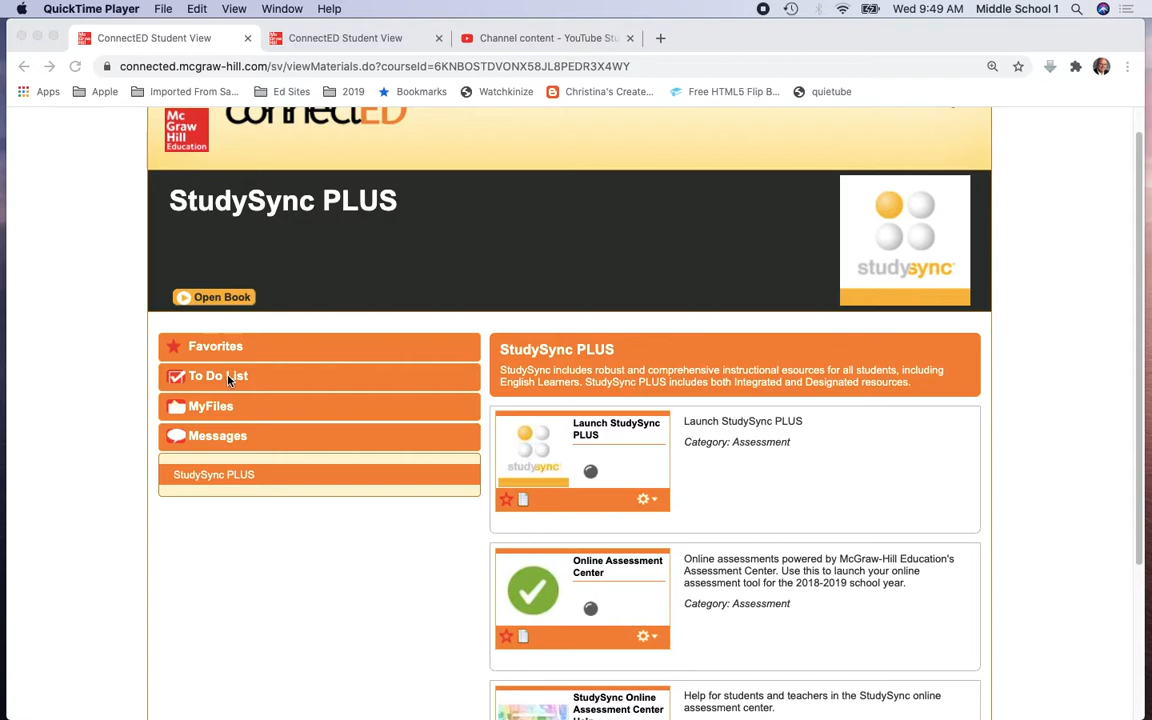 QuickTime Player File Edit View Window Help
Wed 9:49 AM Middle School 1
ConnectED Student View
ConnectED Student View
Channel content - YouTube Stu
connected.mcgraw-hill.com/sv/viewMaterials.do?courseId=6KNBOSTDVONX58JL8PEDR3X4WY
Apps Apple Imported From Sa... Ed Sites 2019 Bookmarks Watchkinize Christina's Create... Free HTML5 Flip B... quietube
Mc
Graw
Hill
Education
connectED
StudySync PLUS
studysync
Open Book
Favorites
To Do List
MyFiles
Messages
StudySync PLUS
StudySync PLUS
StudySync includes robust and comprehensive instructional esources for all students, including
English Learners. StudySync PLUS includes both Integrated and Designated resources.
Launch StudySync
PLUS
studysync
Launch StudySync PLUS
Category: Assessment
Online Assessment
Center
Online assessments powered by McGraw-Hill Education's
Assessment Center. Use this to launch your online
assessment tool for the 2018-2019 school year.
Category: Assessment
StudySync Online
Assessment Center
Help for students and teachers in the StudySync online
assessment center.